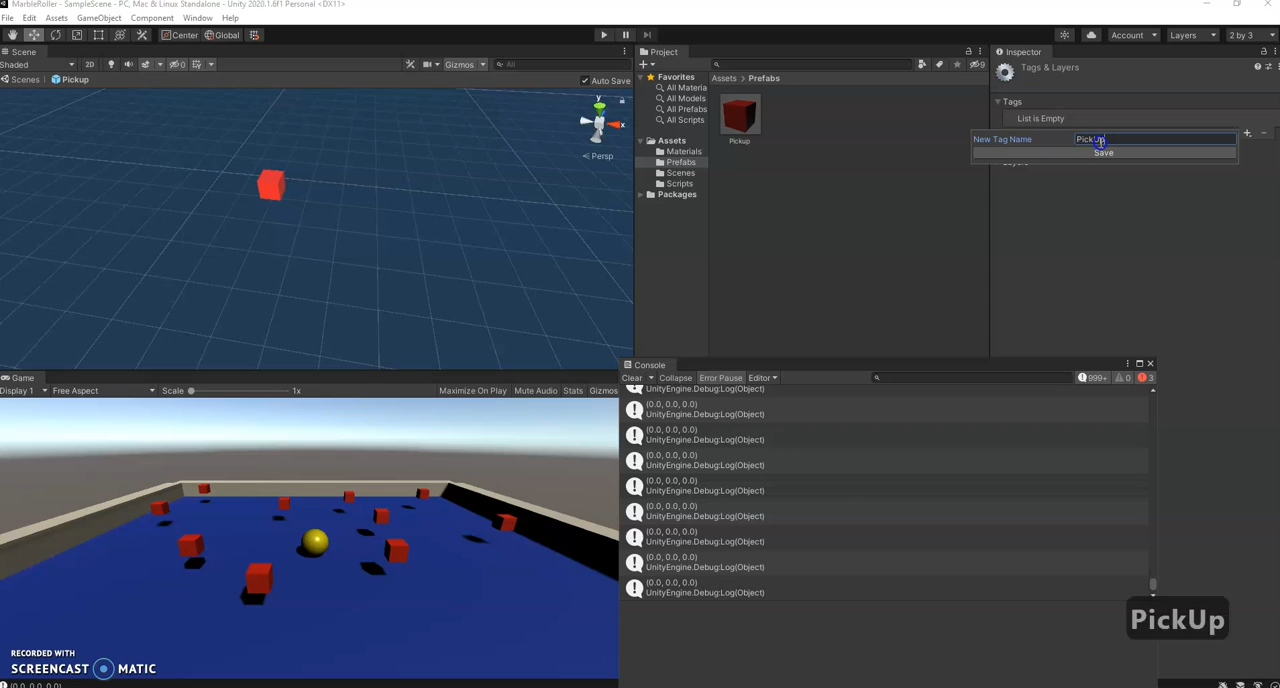 MarbleRoller - SampleScene - PC, Mac & Linux Standalone - Unity 2020.1.6f1 Personal <DX11>
File Edit Assets GameObject Component Window Help
Center Global Account Layers 2 by 3
Scene
Shaded 2D 0 Gizmos All
Scenes Pickup Auto Save
y
x
Persp
Project
9
Favorites
All Materia
All Models
All Prefabs
All Scripts
Assets
Materials
Prefabs
Scenes
Scripts
Packages
Assets > Prefabs
Pickup
Inspector
Tags & Layers
Tags
List is Empty
New Tag Name PickUp
Save
Game
Display 1 Free Aspect Scale 1x Maximize On Play Mute Audio Stats Gizmos
Console
Clear Collapse Error Pause Editor 999+ 0 3
UnityEngine.Debug:Log(Object)
(0.0, 0.0, 0.0)
UnityEngine.Debug:Log(Object)
(0.0, 0.0, 0.0)
UnityEngine.Debug:Log(Object)
(0.0, 0.0, 0.0)
UnityEngine.Debug:Log(Object)
(0.0, 0.0, 0.0)
UnityEngine.Debug:Log(Object)
(0.0, 0.0, 0.0)
UnityEngine.Debug:Log(Object)
(0.0, 0.0, 0.0)
UnityEngine.Debug:Log(Object)
(0.0, 0.0, 0.0)
UnityEngine.Debug:Log(Object)
(0.0, 0.0, 0.0)
UnityEngine.Debug:Log(Object)
PickUp
RECORDED WITH
SCREENCAST MATIC
(0.0, 0.0, 0.0)